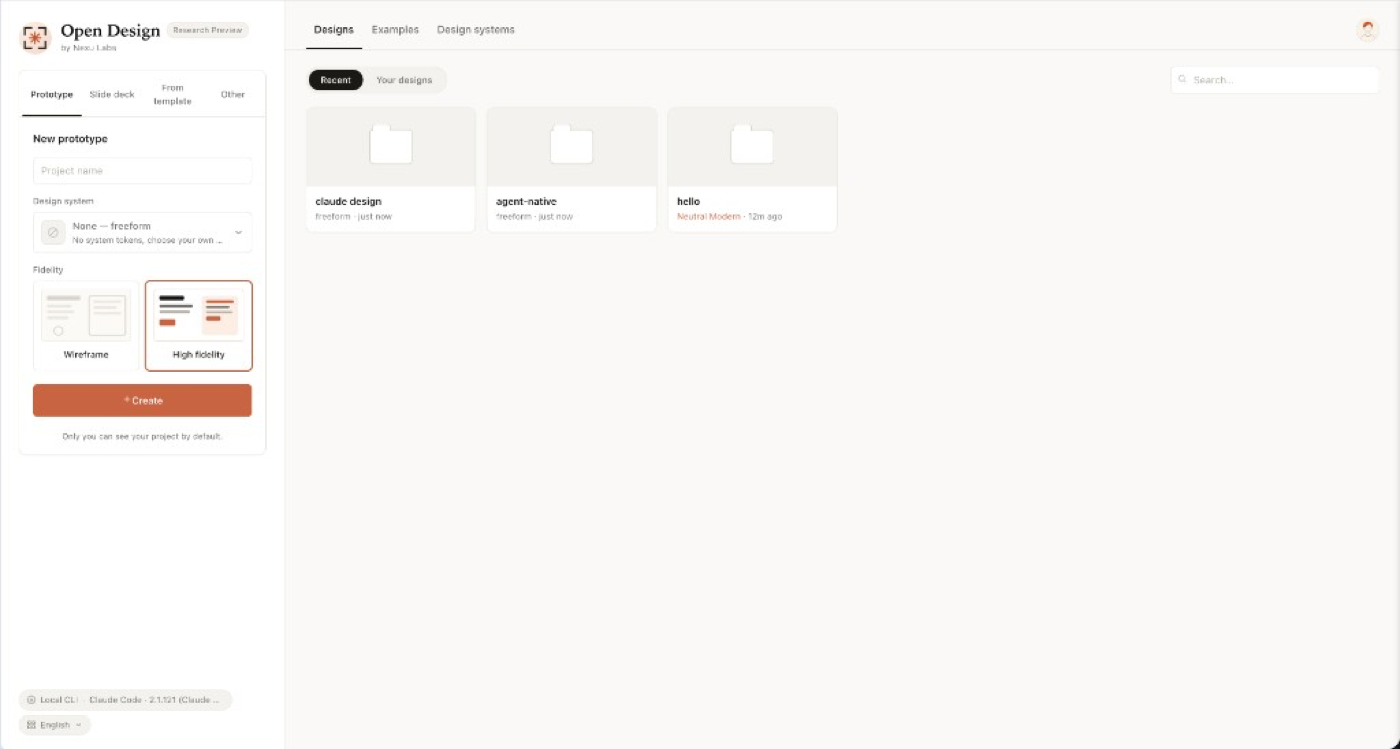 Open Design
Research Preview
by Nexu Labs
Prototype
Slide deck
From
template
Other
New prototype
Project name
Design system
None — freeform
No system tokens, choose your own ...
Fidelity
Wireframe
High fidelity
+ Create
Only you can see your project by default.
Local CLI · Claude Code · 2.1.121 (Claude ...
English
Designs
Examples
Design systems
Recent
Your designs
Search...
claude design
freeform · just now
agent-native
freeform · just now
hello
Neutral Modern · 12m ago